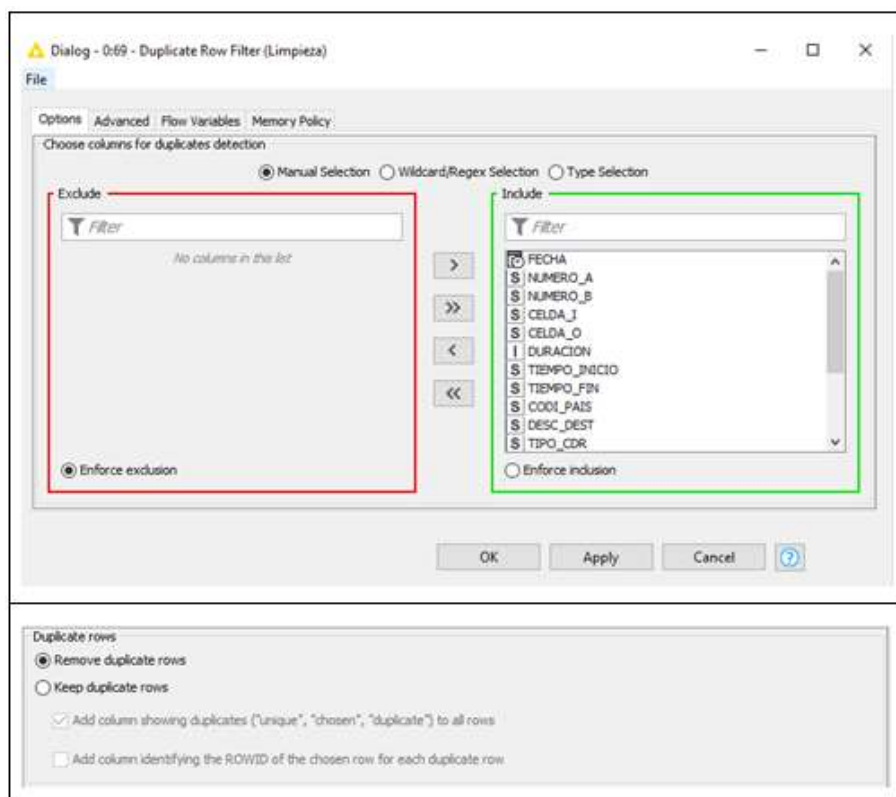 Dialog - 0:69 - Duplicate Row Filter (Limpieza)
File
Options Advanced Flow Variables Memory Policy
Choose columns for duplicates detection
Manual Selection Wildcard/Regex Selection Type Selection
Exclude
Filter
No columns in this list
Enforce exclusion
>
>>
<
<<
Include
Filter
FECHA
S NUMERO_A
S NUMERO_B
S CELDA_I
S CELDA_O
I DURACION
S TIEMPO_INICIO
S TIEMPO_FIN
S CODI_PAIS
S DESC_DEST
S TIPO_CDR
Enforce inclusion
OK Apply Cancel ?
Duplicate rows
Remove duplicate rows
Keep duplicate rows
Add column showing duplicates ("unique", "chosen", "duplicate") to all rows
Add column identifying the ROWID of the chosen row for each duplicate row